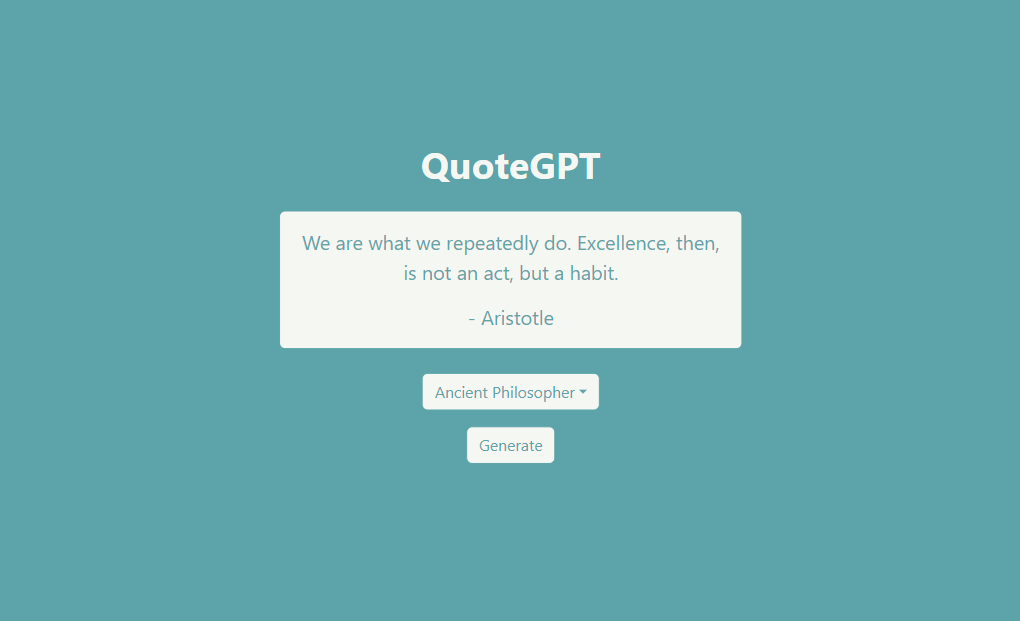 QuoteGPT
We are what we repeatedly do. Excellence, then,
is not an act, but a habit.
- Aristotle
Ancient Philosopher
Generate